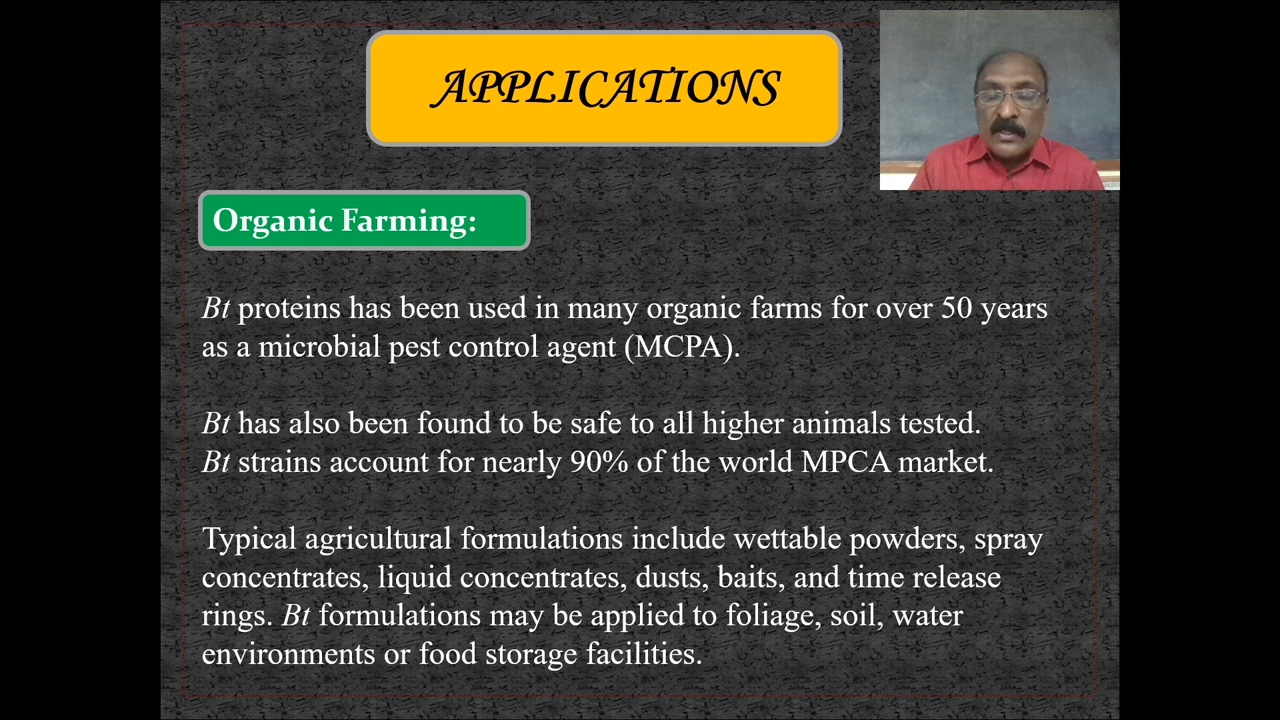 APPLICATIONS
Organic Farming:
Bt proteins has been used in many organic farms for over 50 years
as a microbial pest control agent (MCPA).
Bt has also been found to be safe to all higher animals tested.
Bt strains account for nearly 90% of the world MPCA market.
Typical agricultural formulations include wettable powders, spray
concentrates, liquid concentrates, dusts, baits, and time release
rings. Bt formulations may be applied to foliage, soil, water
environments or food storage facilities.